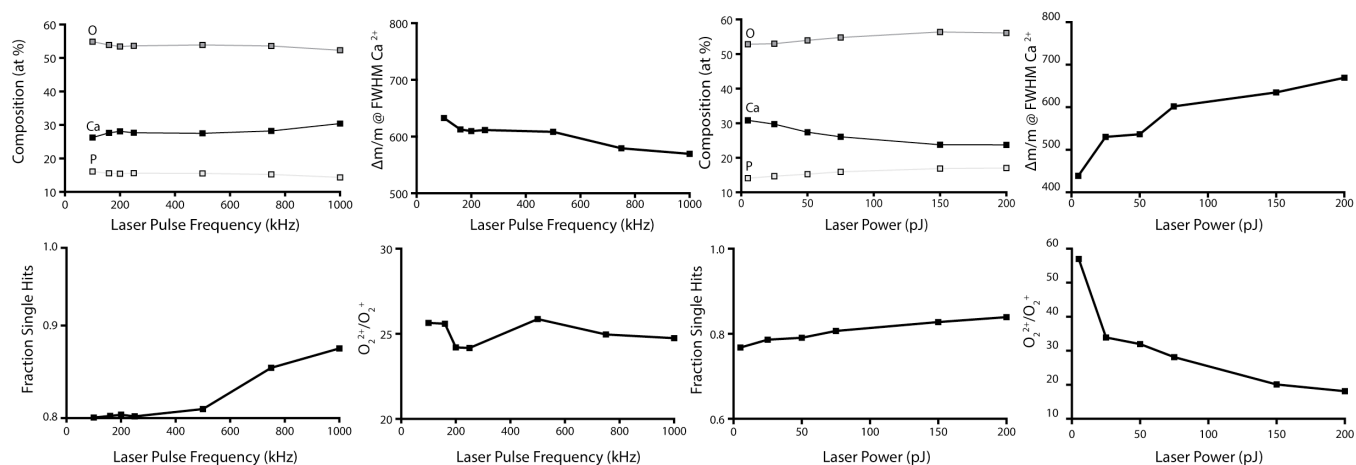 Composition (at %)
60
50
40
30
20
10
O
Ca
P
0 200 400 600 800 1000
Laser Pulse Frequency (kHz)
Δm/m @ FWHM Ca 2+
800
700
600
500
0 200 400 600 800 1000
Laser Pulse Frequency (kHz)
Composition (at %)
60
50
40
30
20
10
O
Ca
P
0 50 100 150 200
Laser Power (pJ)
Δm/m @ FWHM Ca 2+
800
700
600
500
400
0 50 100 150 200
Laser Power (pJ)
Fraction Single Hits
1.0
0.9
0.8
0 200 400 600 800 1000
Laser Pulse Frequency (kHz)
O₂²⁺/O₂⁺
30
25
20
0 200 400 600 800 1000
Laser Pulse Frequency (kHz)
Fraction Single Hits
1.0
0.8
0.6
0 50 100 150 200
Laser Power (pJ)
O₂²⁺/O₂⁺
60
50
40
30
20
10
0 50 100 150 200
Laser Power (pJ)